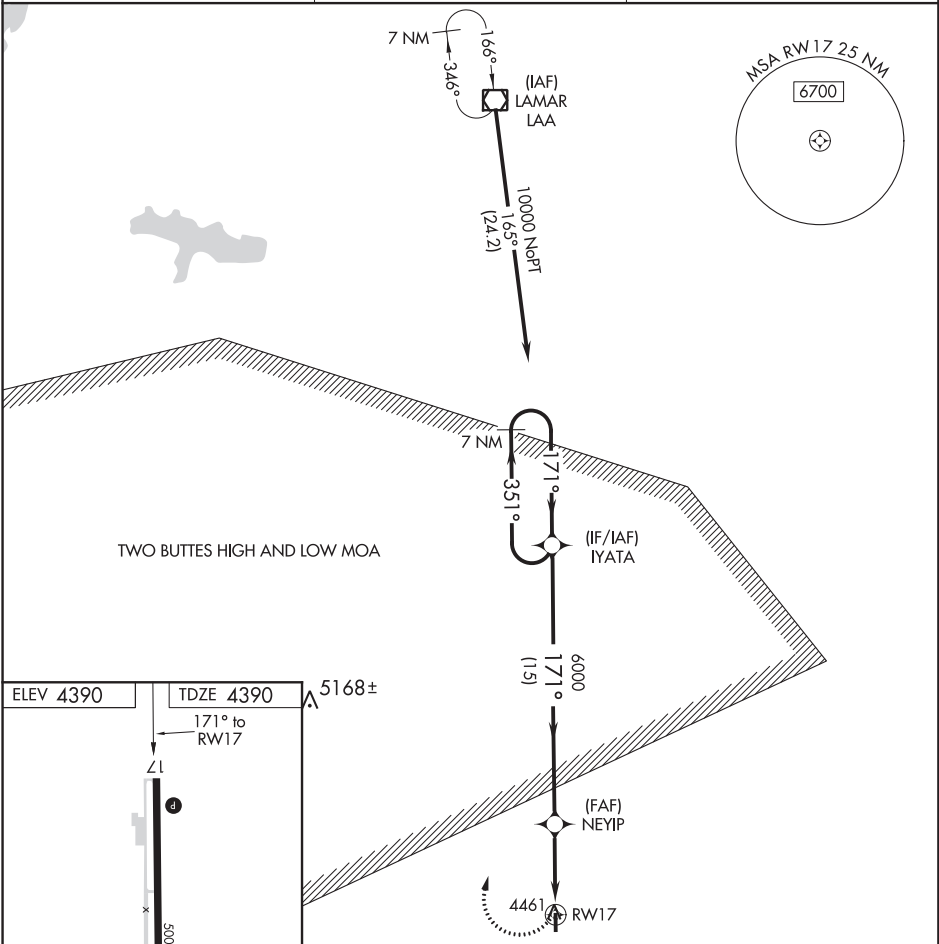 7 NM
166°
346°
(IAF)
LAMAR
LAA
MSA RW17 25 NM
6700
10000 NoPT
165°
(24.2)
7 NM
171°
351°
(IF/IAF)
IYATA
TWO BUTTES HIGH AND LOW MOA
6000
171°
(15)
ELEV 4390
TDZE 4390
5168±
171° to
RW17
17
P
x
500
(FAF)
NEYIP
4461
RW17